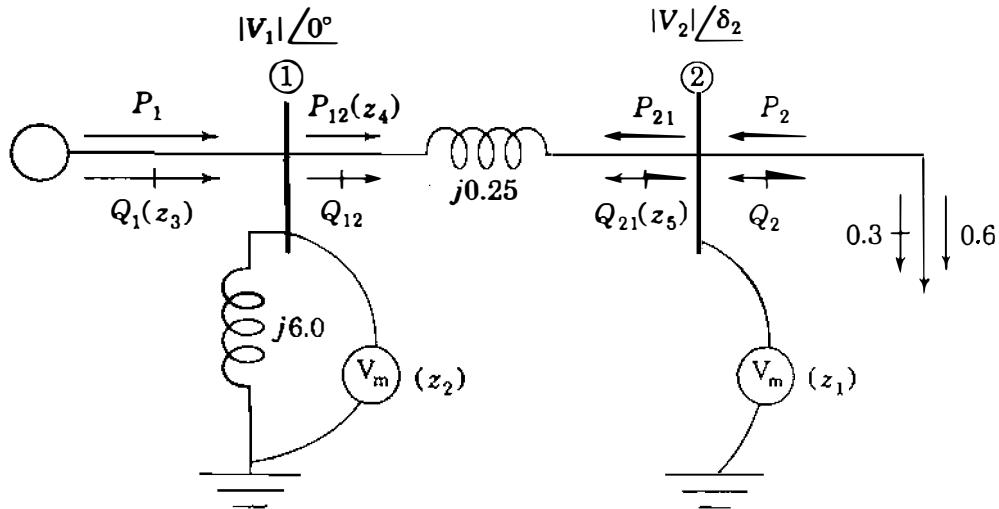 |V₁| /0°
|V₂| /δ₂
① ②
P₁ P₁₂(z₄) P₂₁ P₂
j0.25
Q₁(z₃) Q₁₂ Q₂₁(z₅) Q₂
0.3 0.6
j6.0
Vₘ (z₂)
Vₘ (z₁)